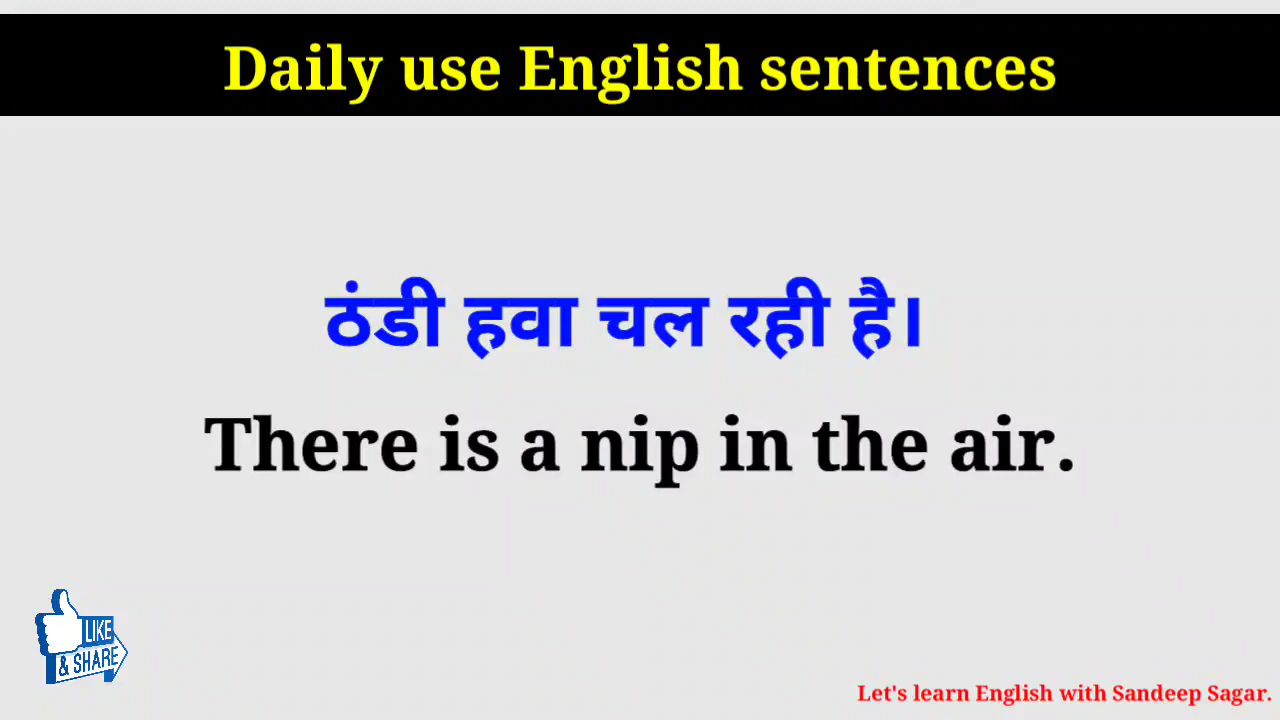 Daily use English sentences
ठंडी हवा चल रही है।
There is a nip in the air.
LIKE
& SHARE
Let's learn English with Sandeep Sagar.